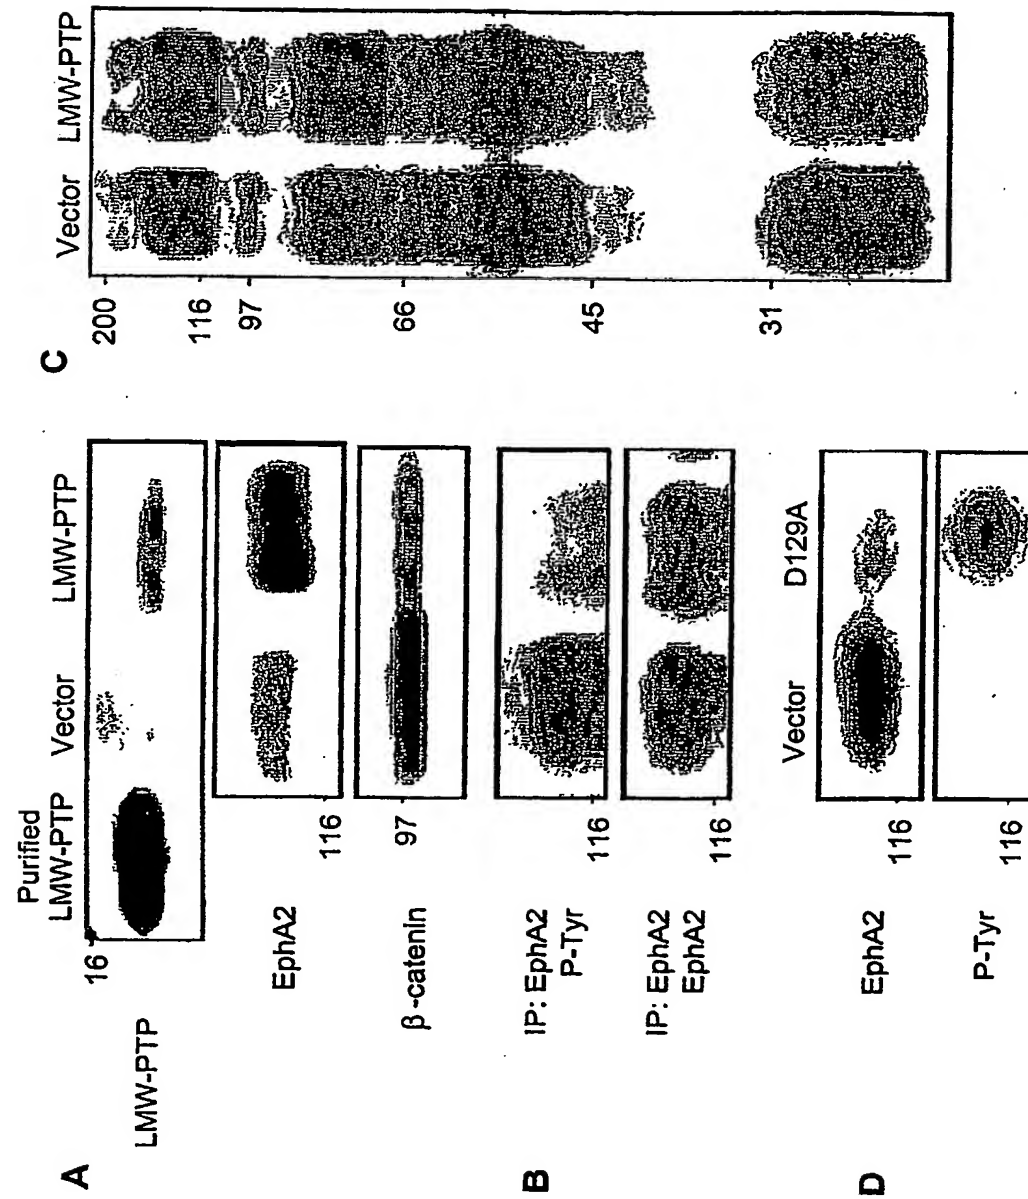 A
Purified
LMW-PTP
Vector
LMW-PTP
16
LMW-PTP
EphA2
116
β-catenin
97
B
IP: EphA2
P-Tyr
116
IP: EphA2
EphA2
116
C
Vector
LMW-PTP
200
116
97
66
45
31
D
Vector
D129A
EphA2
116
P-Tyr
116